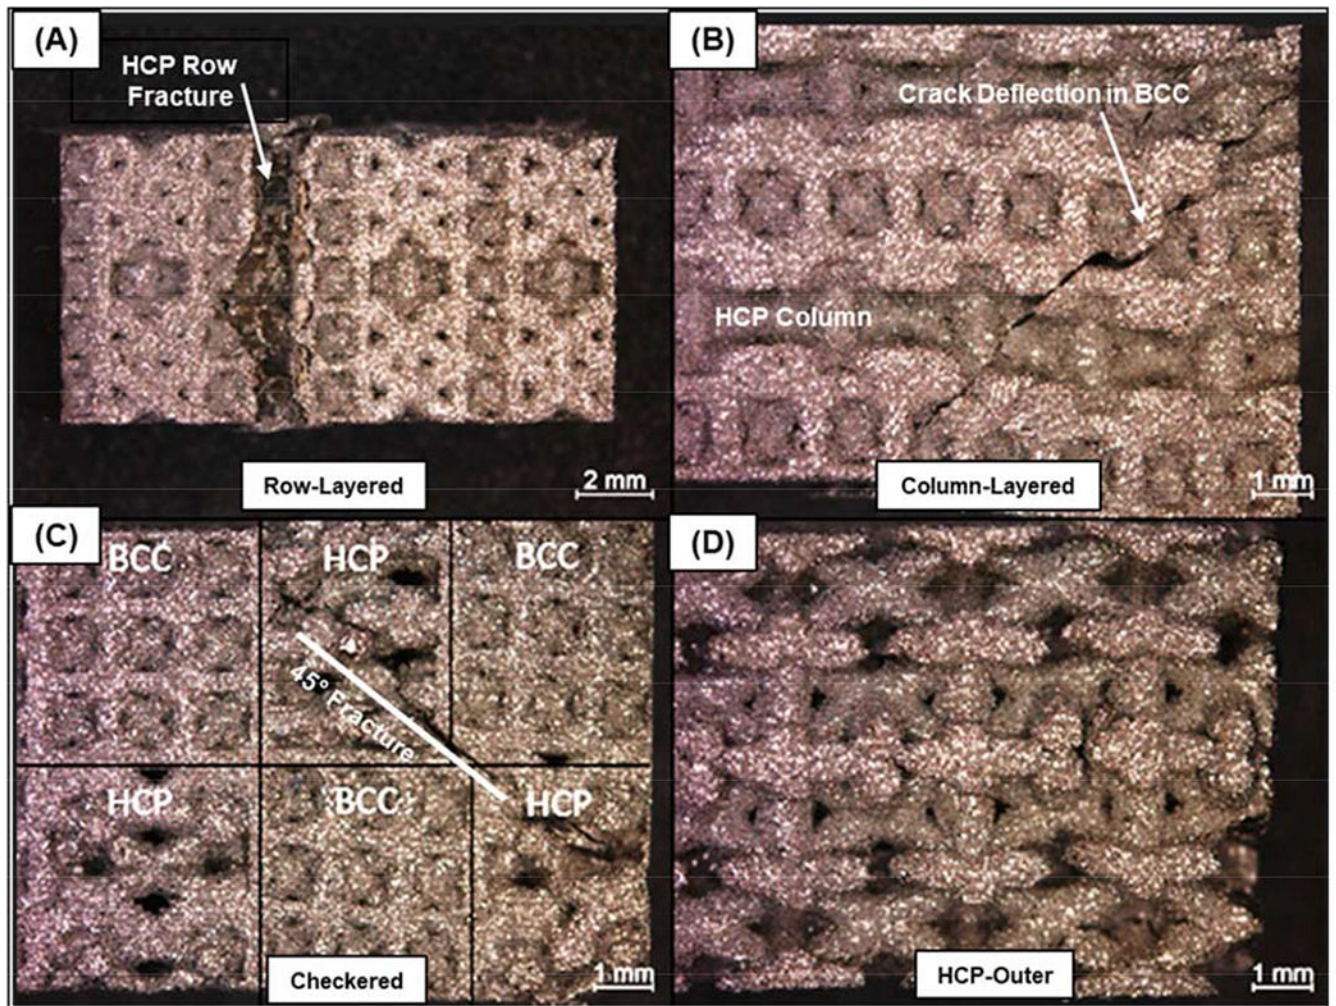 (A)
HCP Row
Fracture
Row-Layered
2 mm
(B)
Crack Deflection in BCC
HCP Column
Column-Layered
1 mm
(C)
BCC
HCP
BCC
45° Fracture
HCP
BCC
HCP
Checkered
1 mm
(D)
HCP-Outer
1 mm